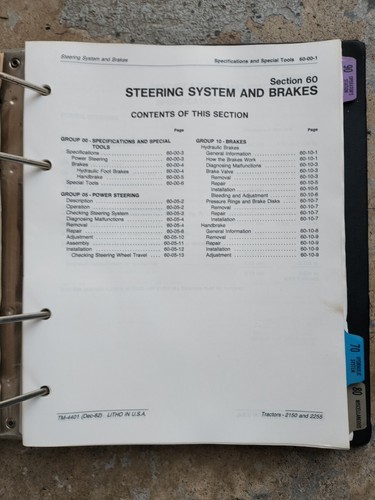 Steering System and Brakes
Specifications and Special Tools 60-00-1
Section 60
STEERING SYSTEM AND BRAKES
CONTENTS OF THIS SECTION
Page
GROUP 00 - SPECIFICATIONS AND SPECIAL
TOOLS
Specifications 60-00-3
Power Steering 60-00-3
Brakes 60-00-4
Hydraulic Foot Brakes 60-00-4
Handbrake 60-00-5
Special Tools 60-00-6
GROUP 05 - POWER STEERING
Description 60-05-2
Operation 60-05-2
Checking Steering System 60-05-3
Diagnosing Malfunctions 60-05-4
Removal 60-05-4
Repair 60-05-8
Adjustment 60-05-10
Assembly 60-05-11
Installation 60-05-12
Checking Steering Wheel Travel 60-05-13
Page
GROUP 10 - BRAKES
Hydraulic Brakes
General Information 60-10-1
How the Brakes Work 60-10-1
Diagnosing Malfunctions 60-10-3
Brake Valve 60-10-3
Removal 60-10-3
Repair 60-10-5
Installation 60-10-5
Bleeding and Adjustment 60-10-6
Pressure Rings and Brake Disks 60-10-7
Removal 60-10-7
Repair 60-10-7
Installation 60-10-7
Handbrake
General Information 60-10-8
Removal 60-10-9
Repair 60-10-9
Installation 60-10-9
Adjustment 60-10-9
TM-4401 (Dec-83) LITHO IN U.S.A.
Tractors - 2150 and 2255
90
70
HYDRAULIC
SYSTEM
80
MISCELLANEOUS